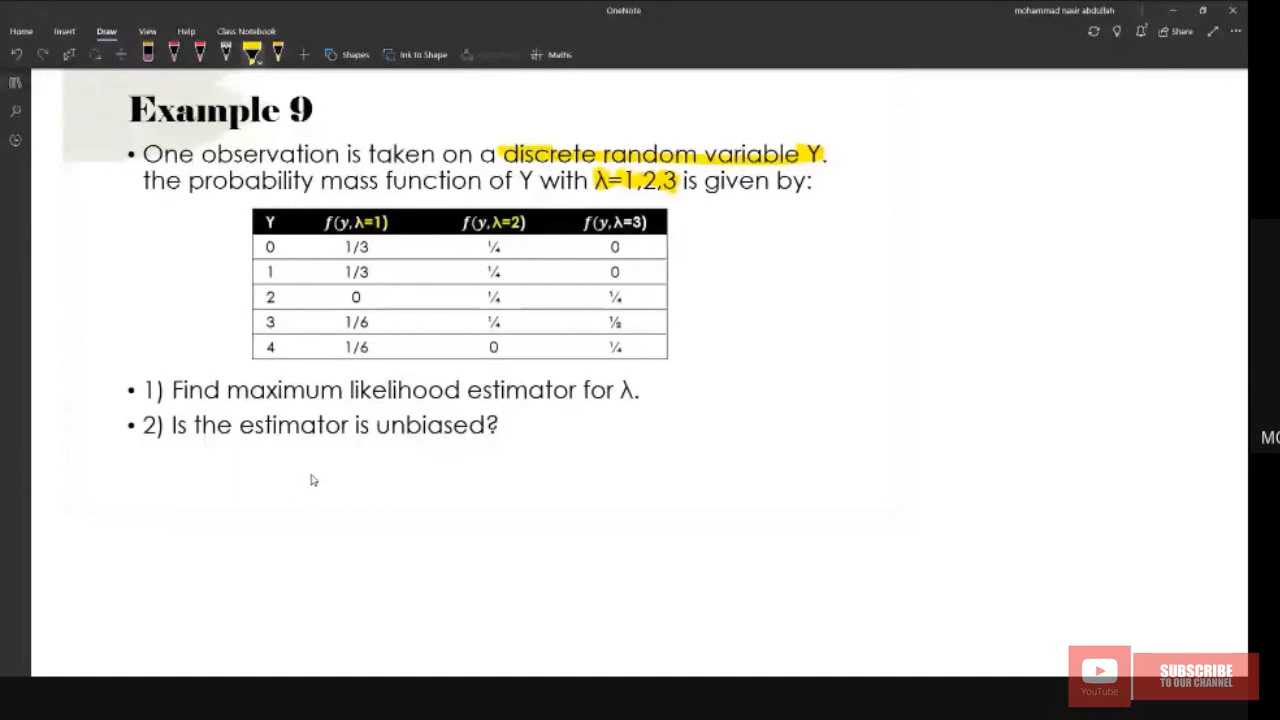 OneNote
mohammad nasir abdullah
Home Insert Draw View Help Class Notebook
Share
Shapes Ink to Shape Maths
Example 9
• One observation is taken on a discrete random variable Y.
the probability mass function of Y with λ=1,2,3 is given by:
Y f(y,λ=1) f(y,λ=2) f(y,λ=3)
0 1/3 ¼ 0
1 1/3 ¼ 0
2 0 ¼ ¼
3 1/6 ¼ ½
4 1/6 0 ¼
• 1) Find maximum likelihood estimator for λ.
• 2) Is the estimator is unbiased?
MO
YouTube
SUBSCRIBE
TO OUR CHANNEL